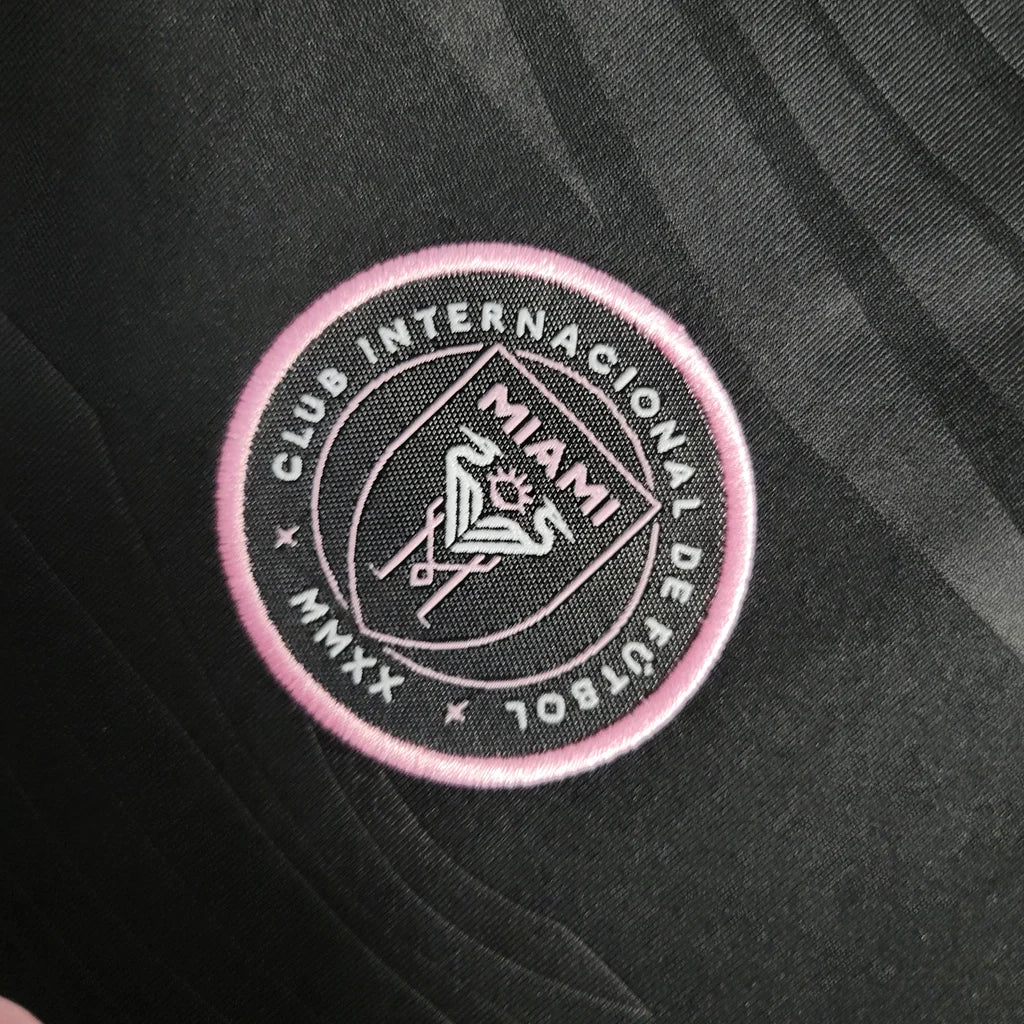 CLUB INTERNACIONAL DE FÚTBOL
MIAMI
MMXX